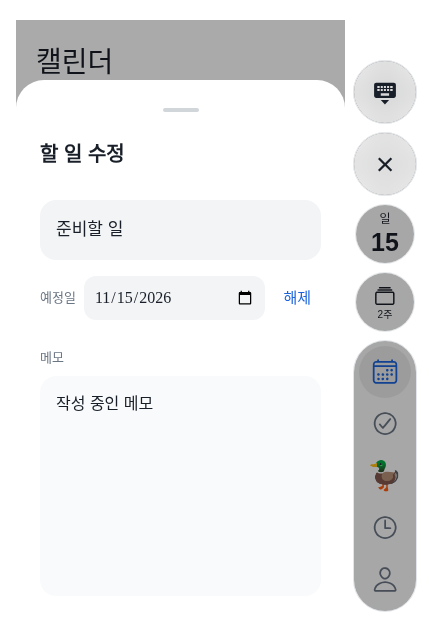 캘린더
할 일 수정
준비할 일
예정일 11/15/2026 해제
메모
작성 중인 메모
일
15
2주